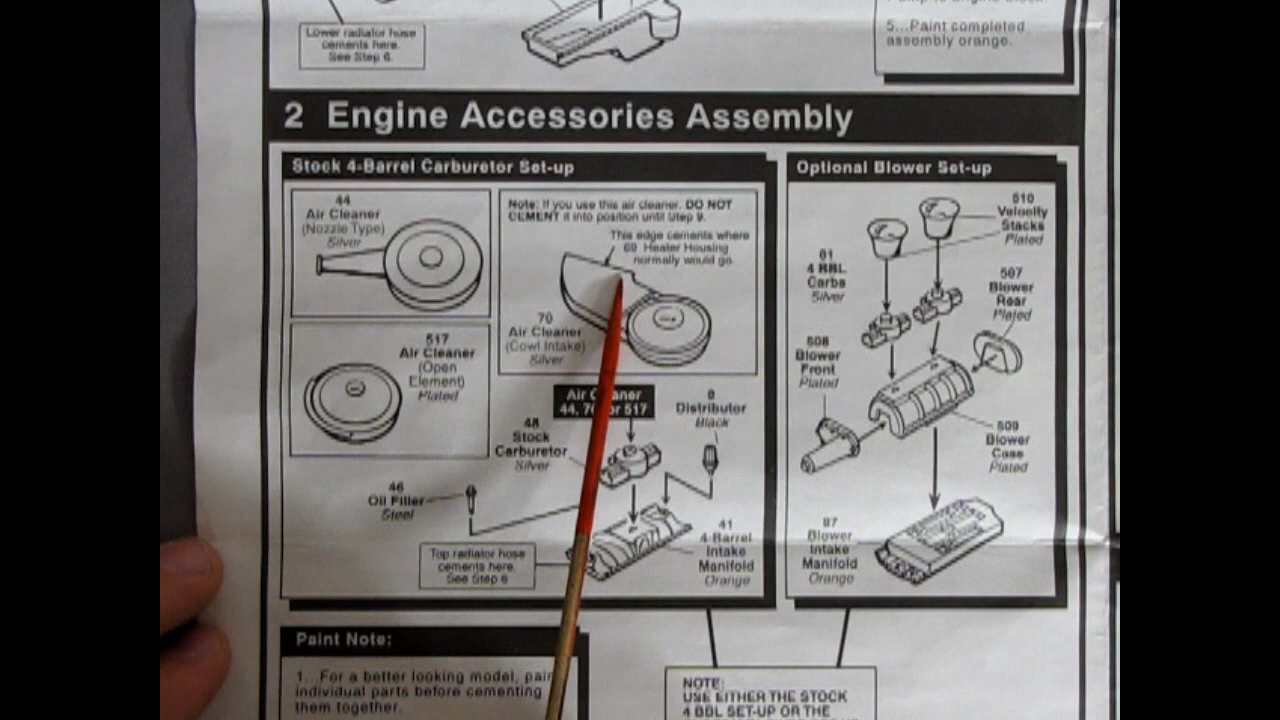 Lower radiator hose
cements here.
See Step 6.
5...Paint completed
assembly orange.
2 Engine Accessories Assembly
Stock 4-Barrel Carburetor Set-up
44
Air Cleaner
(Nozzle Type)
Silver
Note: If you use this air cleaner. DO NOT
CEMENT it into position until Step 9.
This edge cements where
69 Heater Housing
normally would go.
70
Air Cleaner
(Cowl Intake)
Silver
517
Air Cleaner
(Open
Element)
Plated
Air Cleaner
44, 70 or 517
48
Stock
Carburetor
Silver
Distributor
Black
46
Oil Filler
Steel
Top radiator hose
cements here.
See Step 6
41
4-Barrel
Intake
Manifold
Orange
Optional Blower Set-up
510
Velocity
Stacks
Plated
4 BBL
Carbs
Silver
507
Blower
Rear
Plated
508
Blower
Front
Plated
509
Blower
Case
Plated
Blower
Intake
Manifold
Orange
Paint Note:
1...For a better looking model,
individual parts before cementing
them together.
NOTE:
USE EITHER THE STOCK
4 BBL SET-UP OR THE